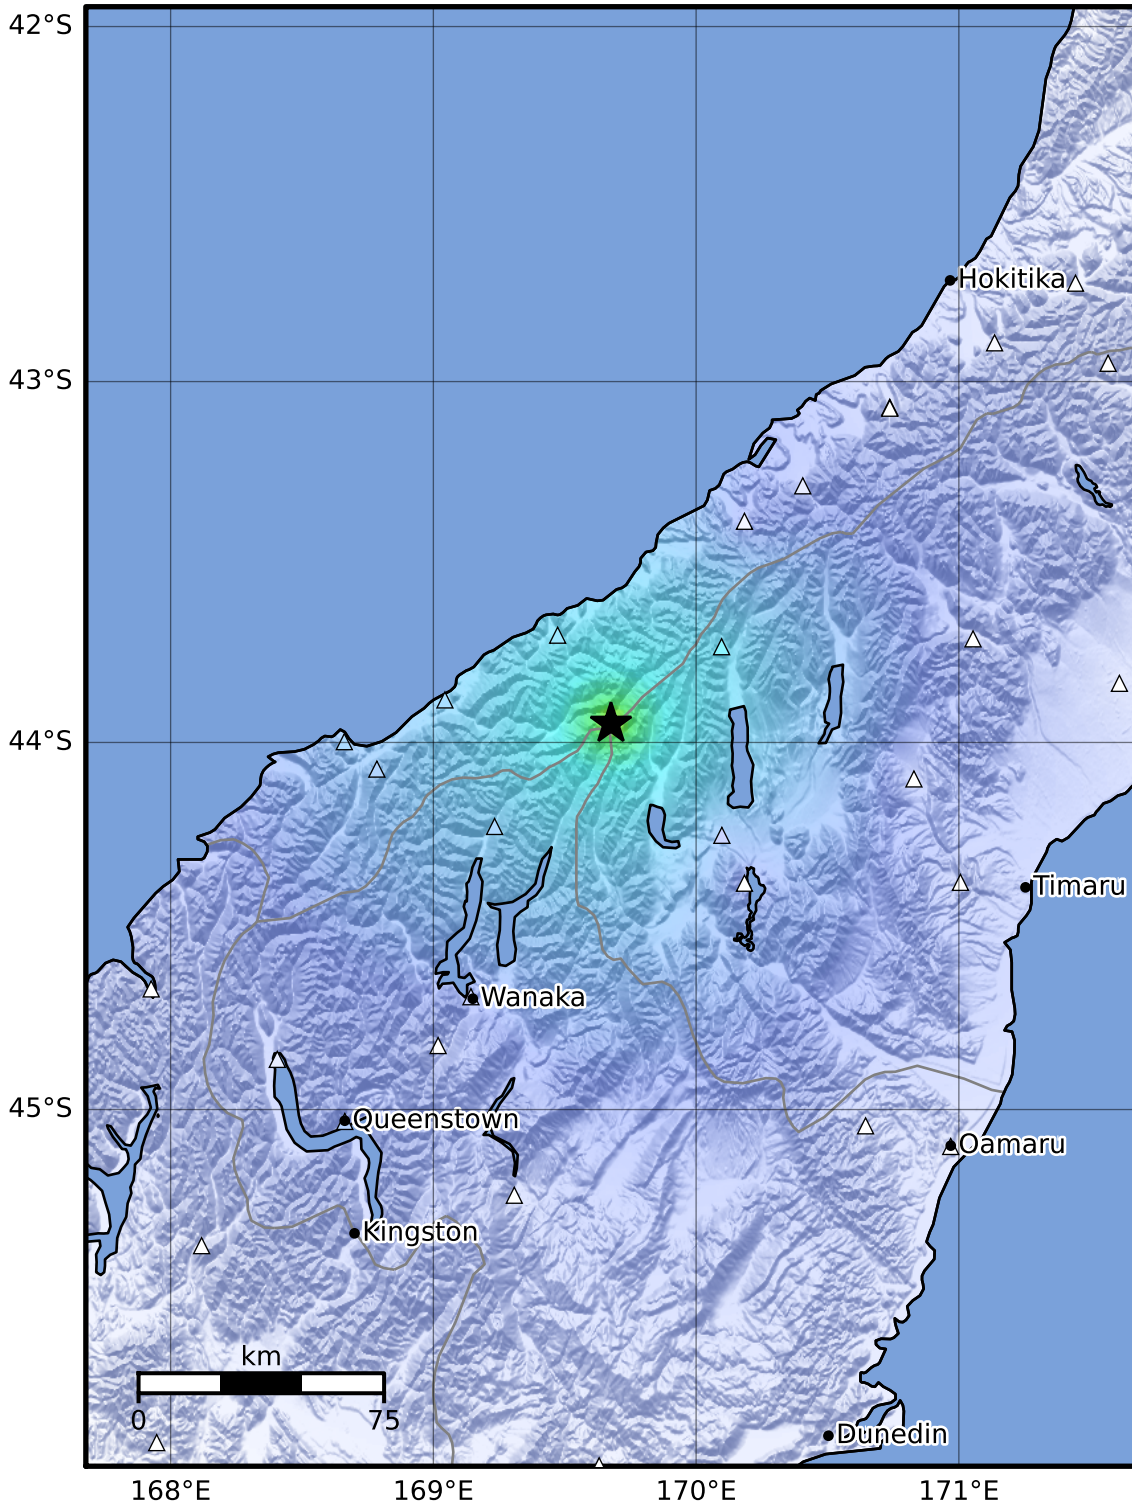 42°S
Hokitika
43°S
44°S
Timaru
Wanaka
45°S
Queenstown
Oamaru
Kingston
km
0
75
Dunedin
168°E
169°E
170°E
171°E